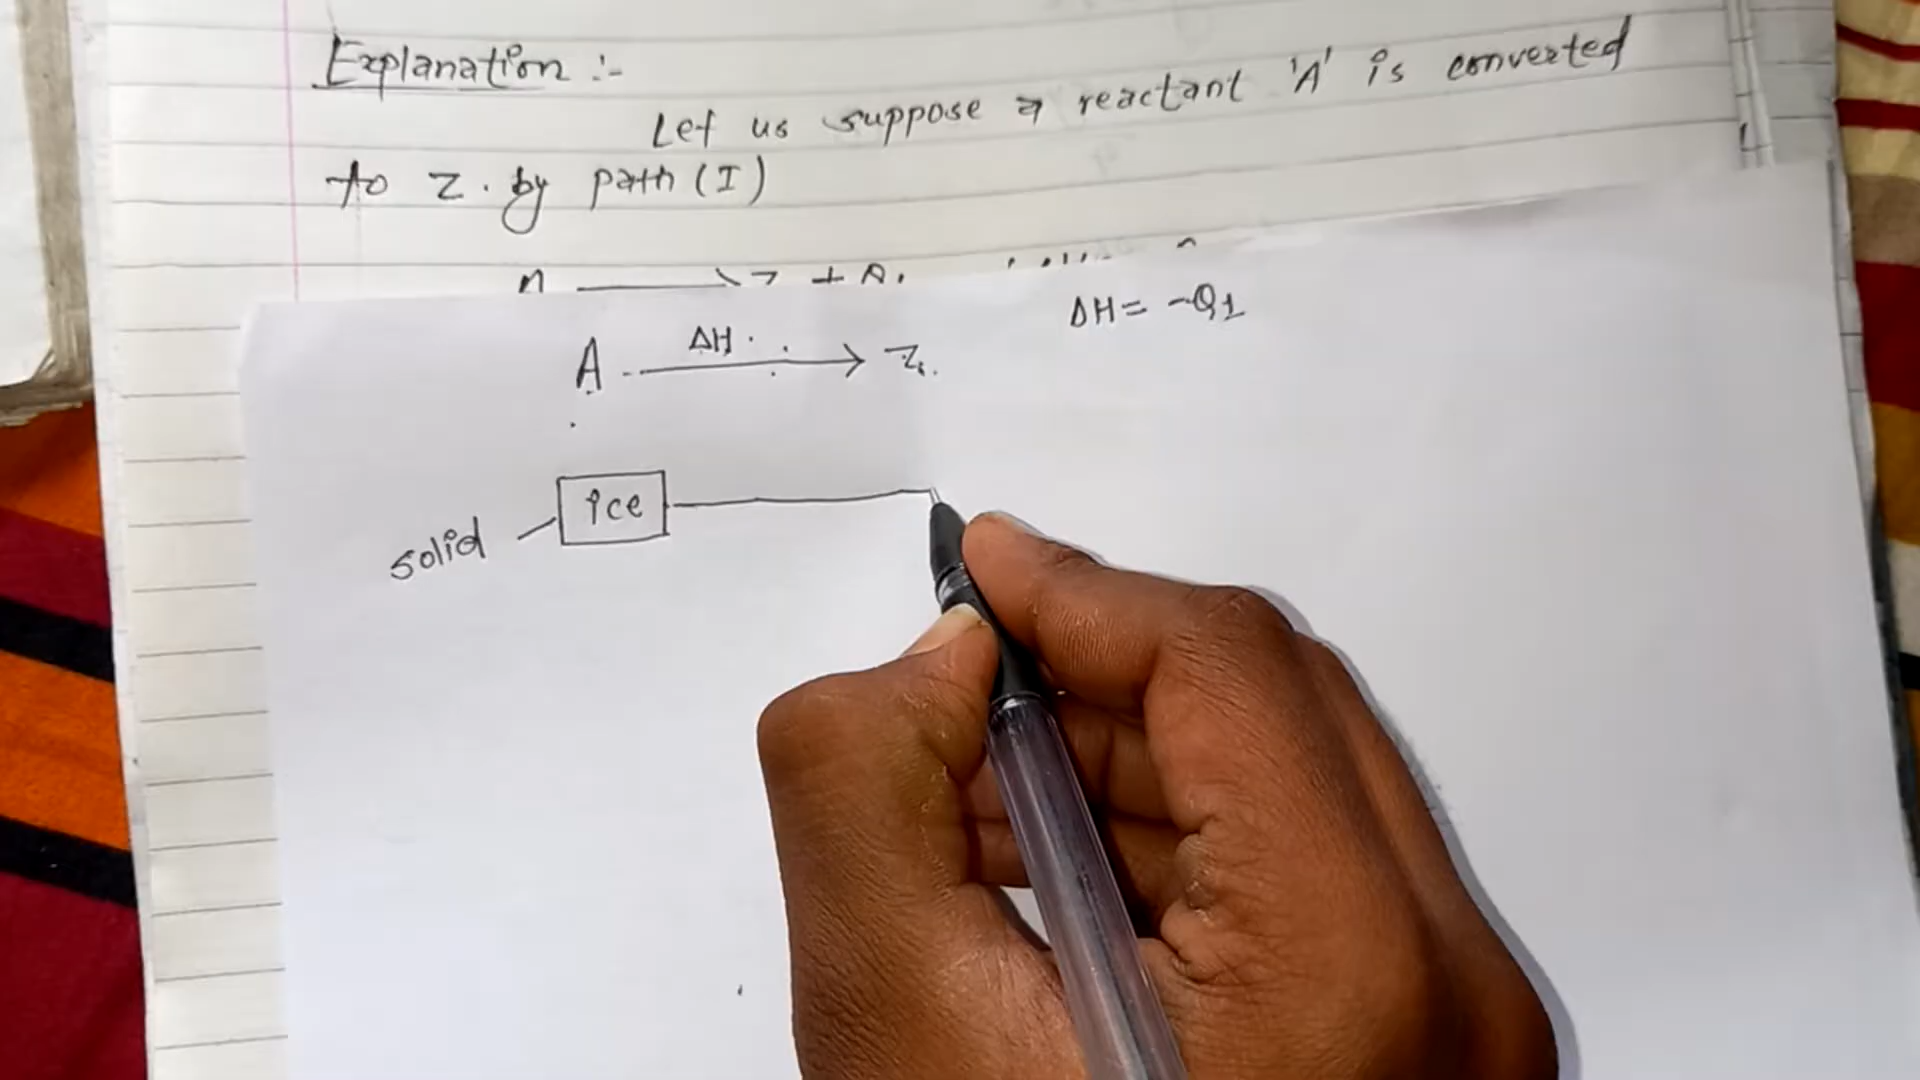 Explanation :-
Let us suppose a reactant 'A' is converted
to Z. by path (I)
ΔH = -Q1
A ΔH → Z.
ice
solid